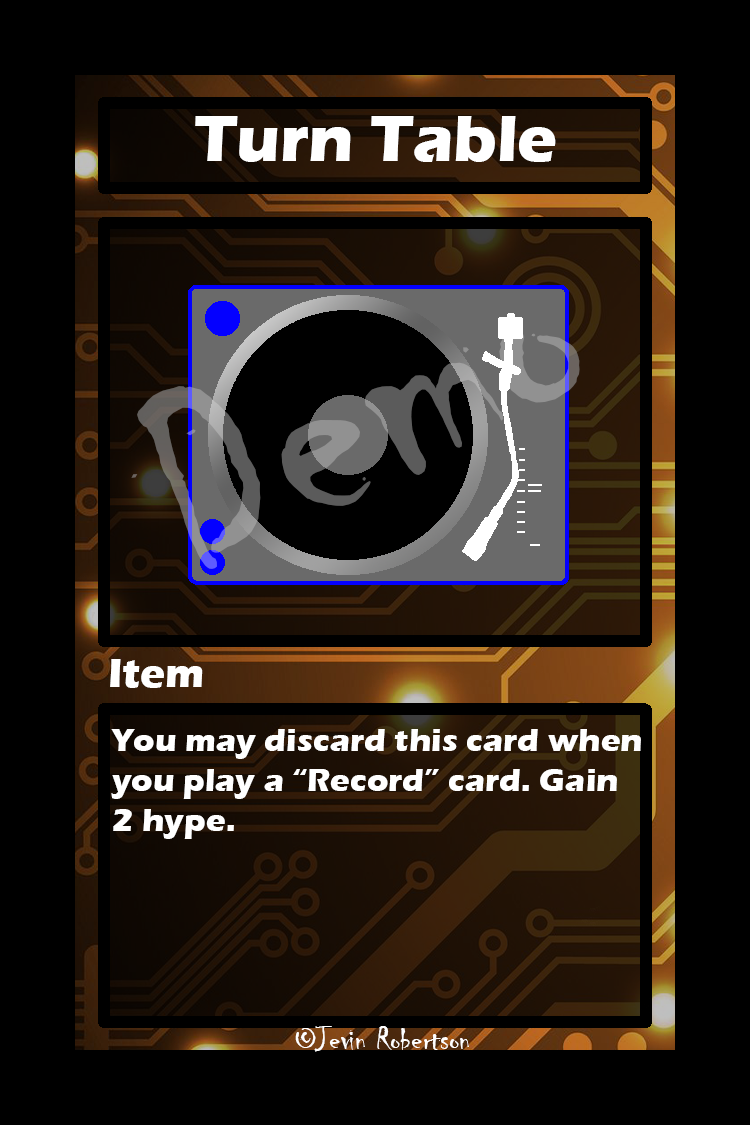 Turn Table
Demo
Item
You may discard this card when
you play a “Record” card. Gain
2 hype.
©Jevin Robertson